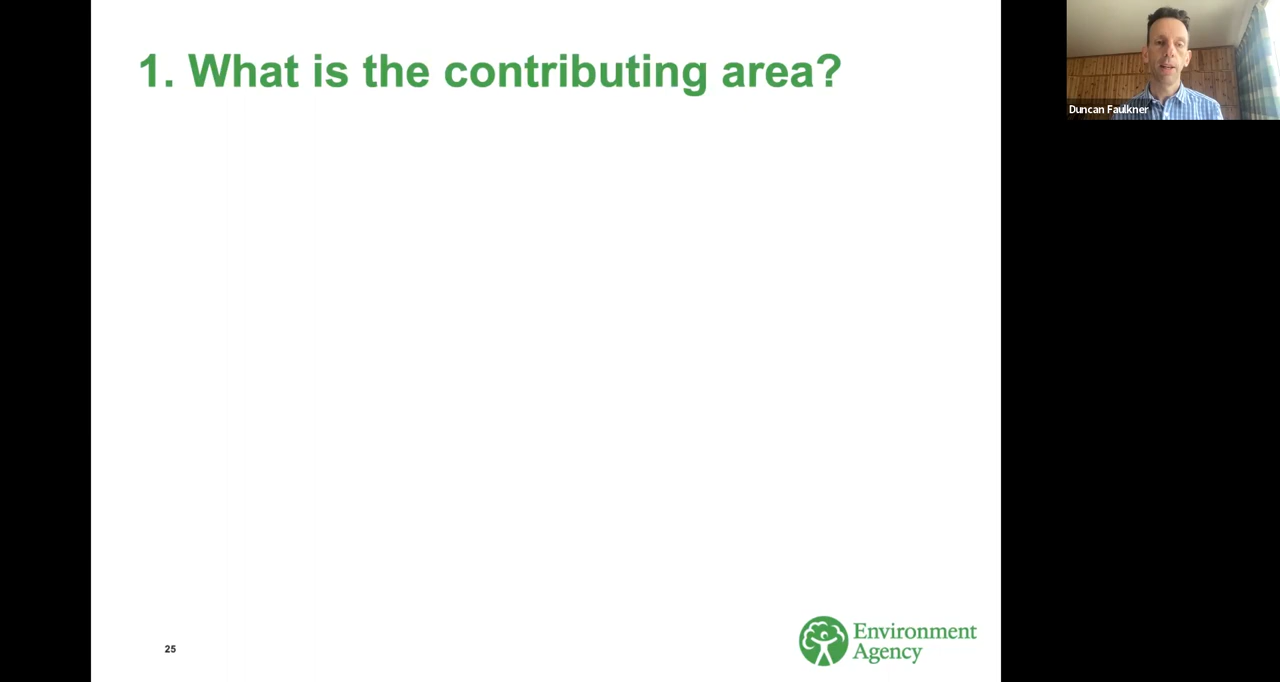 1. What is the contributing area?
Duncan Faulkner
25
Environment
Agency